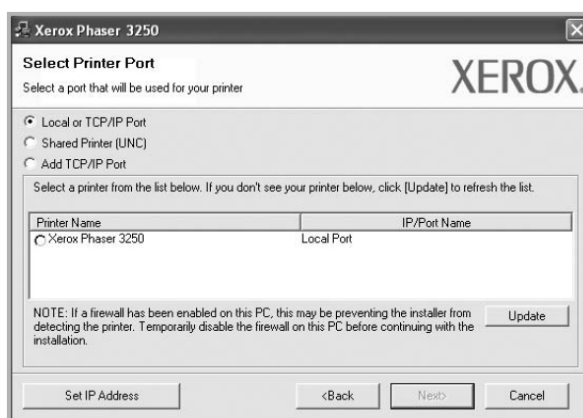 Xerox Phaser 3250
Select Printer Port
Select a port that will be used for your printer
XEROX.
Local or TCP/IP Port
Shared Printer (UNC)
Add TCP/IP Port
Select a printer from the list below. If you don't see your printer below, click [Update] to refresh the list.
Printer Name IP/Port Name
Xerox Phaser 3250 Local Port
NOTE: If a firewall has been enabled on this PC, this may be preventing the installer from
detecting the printer. Temporarily disable the firewall on this PC before continuing with the
installation.
Update
Set IP Address <Back Next> Cancel